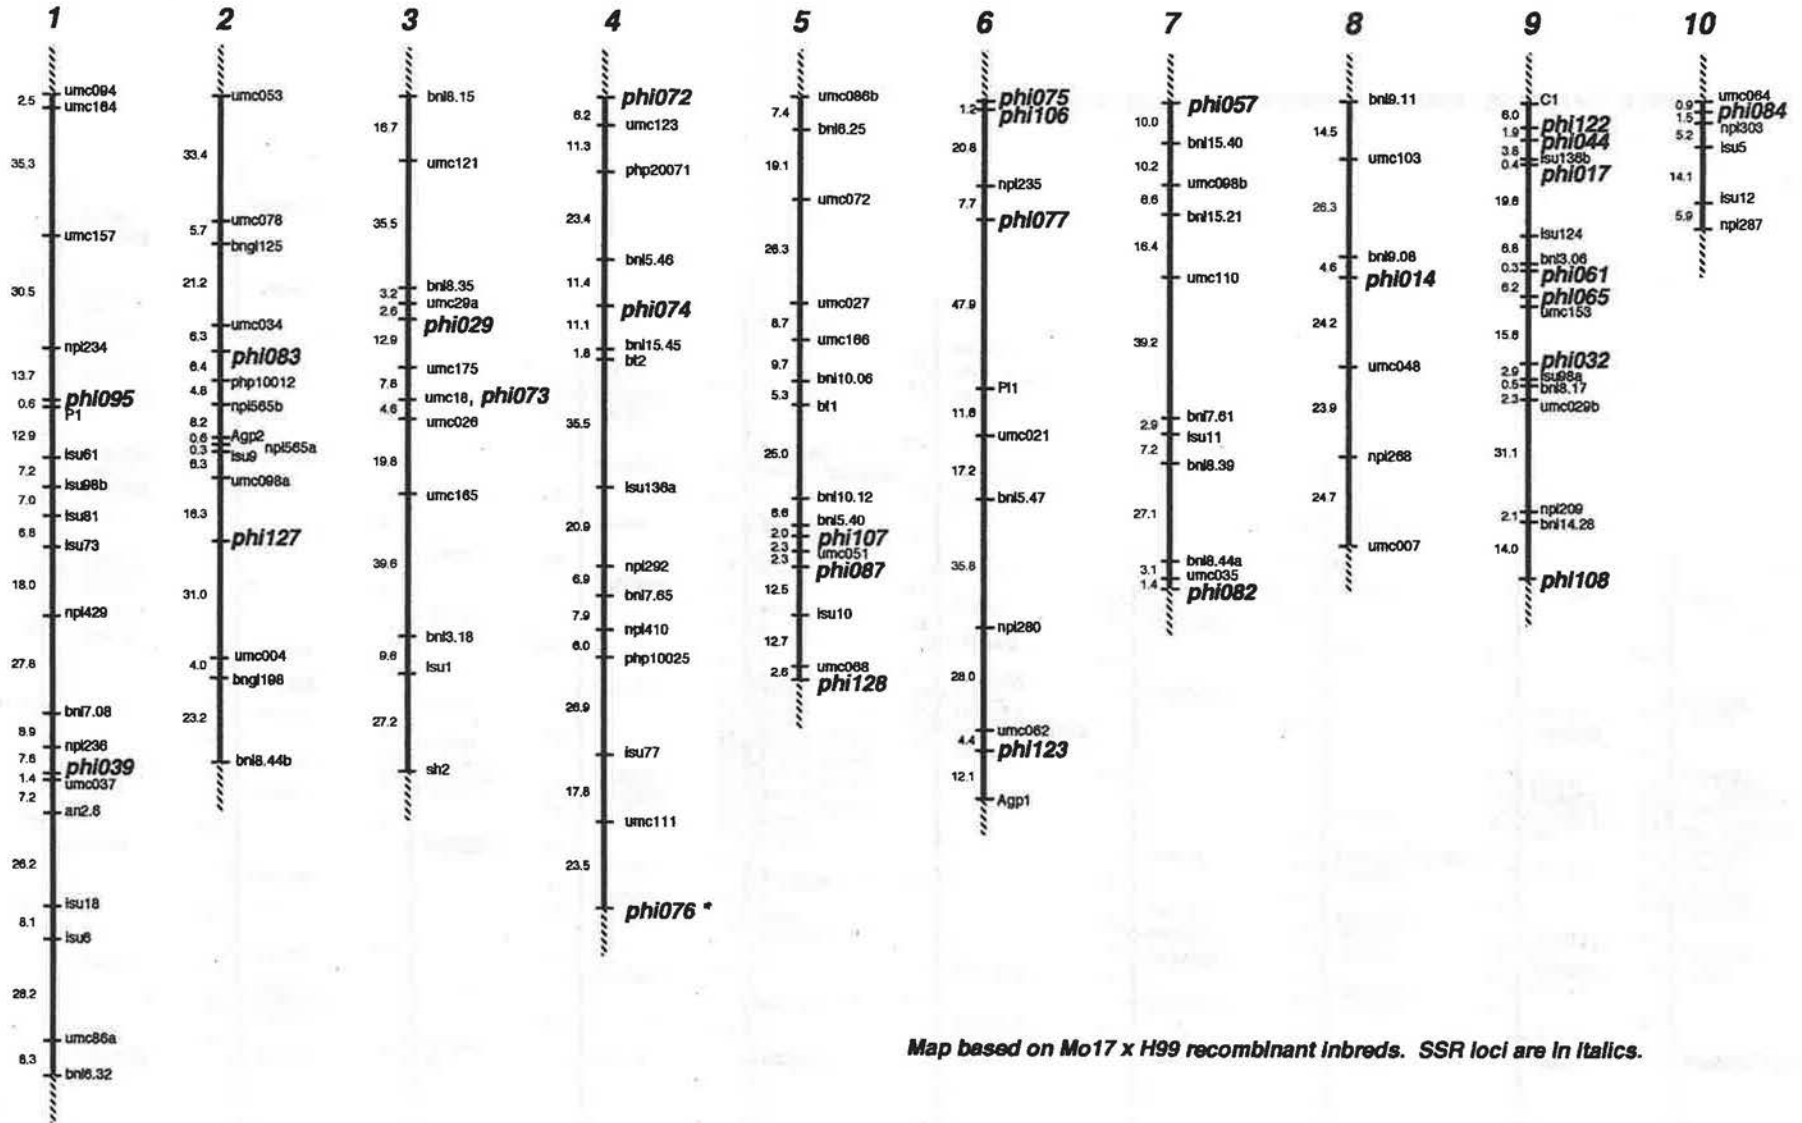 1
umc094
2.5
umc164
35.3
umc157
30.5
npi234
13.7
phi095
0.6
P1
12.9
isu61
7.2
isu98b
7.0
isu81
6.8
isu73
18.0
npi429
27.8
bnl7.08
9.9
npi236
7.8
phi039
1.4
umc037
7.2
an2.6
26.2
isu18
8.1
isu6
28.2
umc86a
6.3
bnl6.32
2
umc053
33.4
umc078
5.7
bngl125
21.2
umc034
6.3
phi083
6.4
php10012
4.8
npi565b
8.2
Agp2
0.6
npi565a
0.3
isu9
6.3
umc098a
16.3
phi127
31.0
umc004
4.0
bngl198
23.2
bnl8.44b
3
bnl8.15
16.7
umc121
35.5
bnl8.35
3.2
umc29a
2.6
phi029
12.9
umc175
7.8
umc18, phi073
4.6
umc026
19.8
umc165
39.6
bnl3.18
9.6
isu1
27.2
sh2
4
phi072
6.2
umc123
11.3
php20071
23.4
bnl5.46
11.4
phi074
11.1
bnl15.45
1.8
bt2
35.5
isu136a
20.9
npi292
6.9
bnl7.65
7.9
npi410
6.0
php10025
26.9
isu77
17.8
umc111
23.5
phi076 *
5
umc086b
7.4
bnl6.25
19.1
umc072
26.3
umc027
8.7
umc166
9.7
bnl10.06
5.3
bt1
25.0
bnl10.12
6.6
bnl5.40
2.0
phi107
2.3
umc051
2.3
phi087
12.5
isu10
12.7
umc068
2.6
phi128
6
phi075
1.2
phi106
20.8
npi235
7.7
phi077
47.9
Pl1
11.6
umc021
17.2
bnl5.47
35.8
npi280
28.0
umc062
4.4
phi123
12.1
Agp1
7
phi057
10.0
bnl15.40
10.2
umc098b
8.6
bnl15.21
16.4
umc110
39.2
bnl7.61
2.9
isu11
7.2
bnl8.39
27.1
bnl8.44a
3.1
umc035
1.4
phi082
8
bnl9.11
14.5
umc103
26.3
bnl9.08
4.6
phi014
24.2
umc048
23.9
npi268
24.7
umc007
9
C1
6.0
phi122
1.9
phi044
3.8
isu136b
0.4
phi017
19.8
isu124
6.8
bnl3.06
0.3
phi061
6.2
phi065
umc153
15.8
phi032
2.9
isu98a
0.5
bnl8.17
2.3
umc029b
31.1
npi209
2.1
bnl14.28
14.0
phi108
10
umc064
0.9
phi084
1.5
npi303
5.2
isu5
14.1
isu12
5.9
npi287
Map based on Mo17 x H99 recombinant inbreds. SSR loci are in italics.